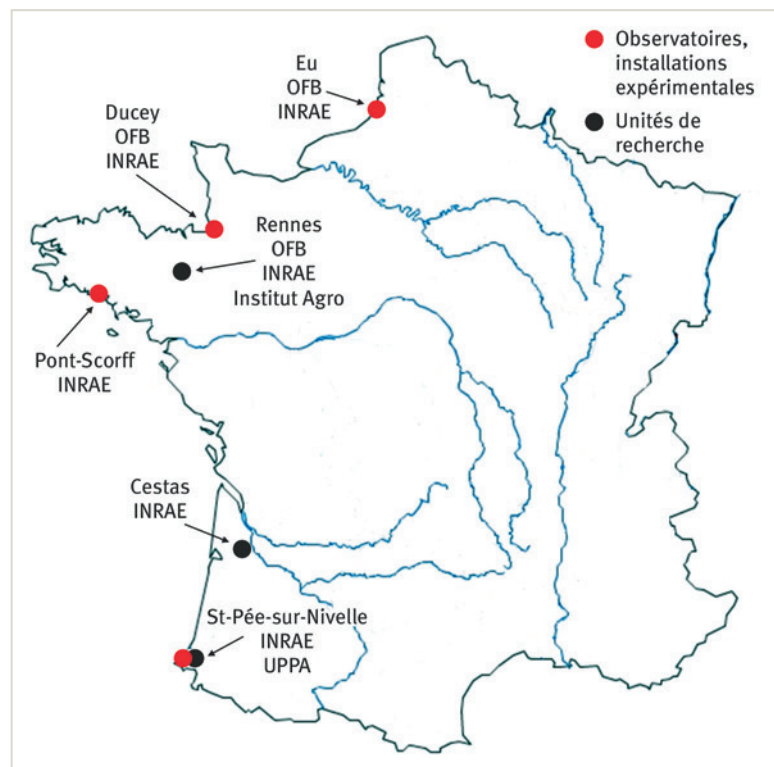 Eu
OFB
INRAE
Observatoires,
installations
expérimentales
Unités de
recherche
Ducey
OFB
INRAE
Rennes
OFB
INRAE
Institut Agro
Pont-Scorff
INRAE
Cestas
INRAE
St-Pée-sur-Nivelle
INRAE
UPPA